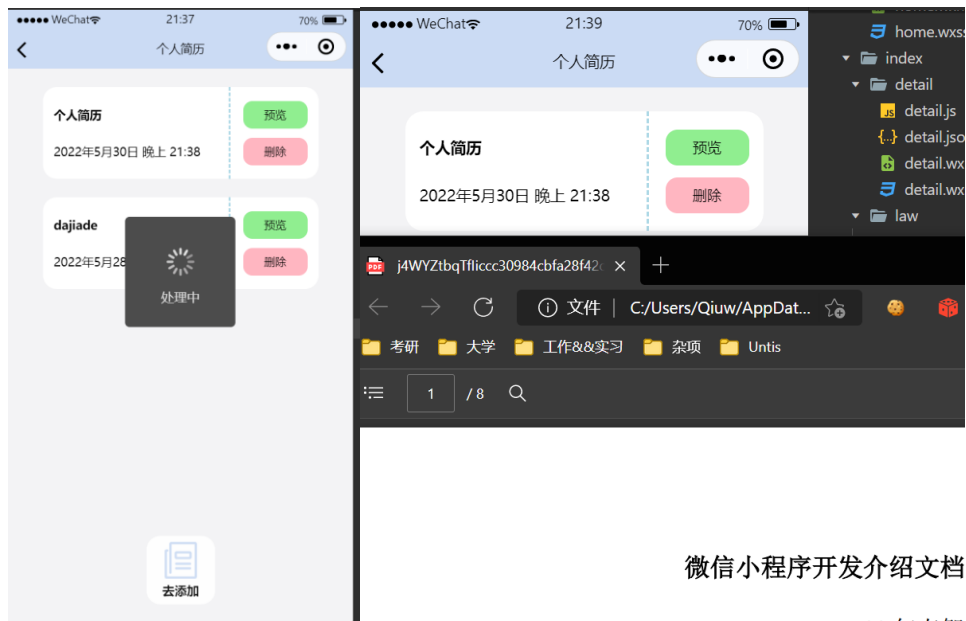 WeChat 21:37 70%
个人简历
个人简历
预览
2022年5月30日 晚上 21:38
删除
dajiade
预览
2022年5月28
删除
处理中
去添加
WeChat 21:39 70%
个人简历
个人简历
预览
2022年5月30日 晚上 21:38
删除
home.wxs
index
detail
JS detail.js
{..} detail.jso
detail.wx
detail.wx
law
PDF j4WYZtbqTfIiccc30984cbfa28f42c
文件 C:/Users/Qiuw/AppDat...
考研 大学 工作&&实习 杂项 Untis
1 / 8
微信小程序开发介绍文档